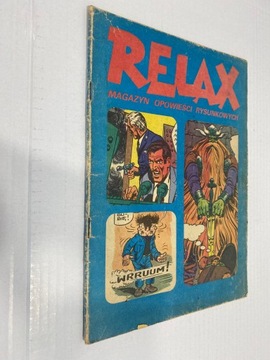 RELAX
MAGAZYN OPOWIEŚCI RYSUNKOWYCH
WRRUUM!